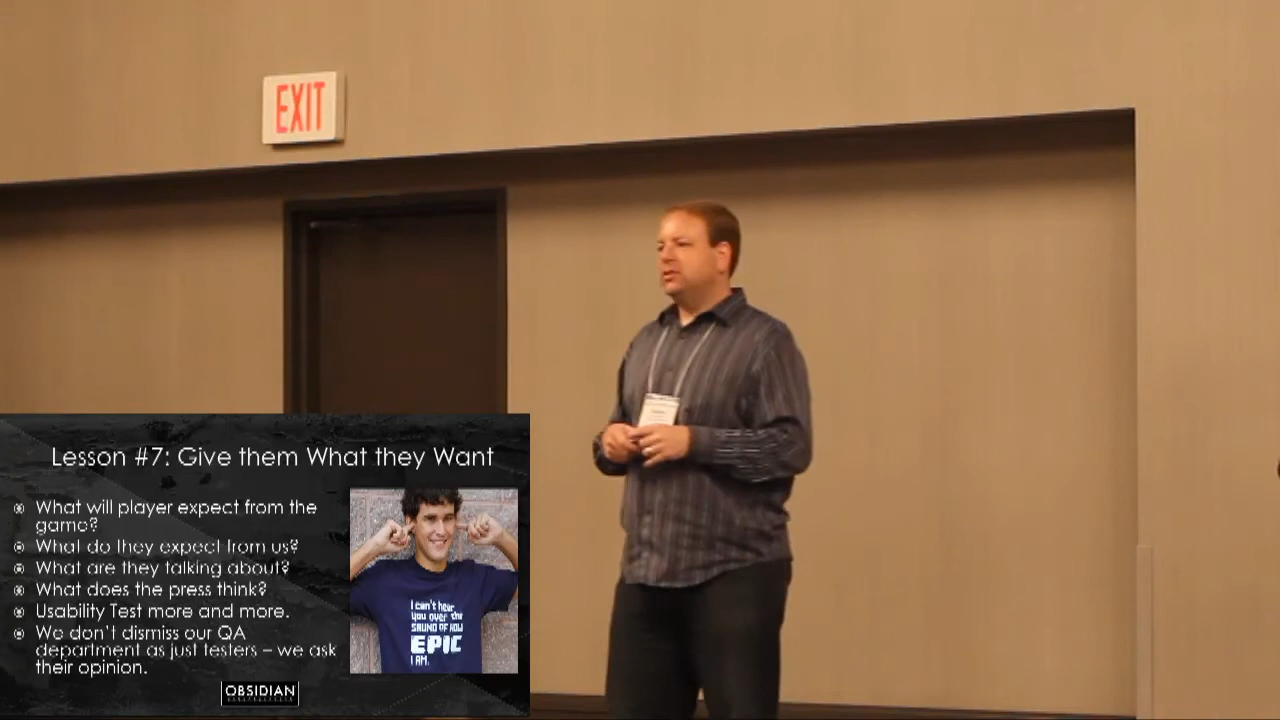 EXIT
Lesson #7: Give them What they Want
What will player expect from the
game?
What do they expect from us?
What are they talking about?
What does the press think?
Usability Test more and more.
We don't dismiss our QA
department as just testers – we ask
their opinion.
I can't hear
you over the
sound of how
EPIC
I am.
OBSIDIAN